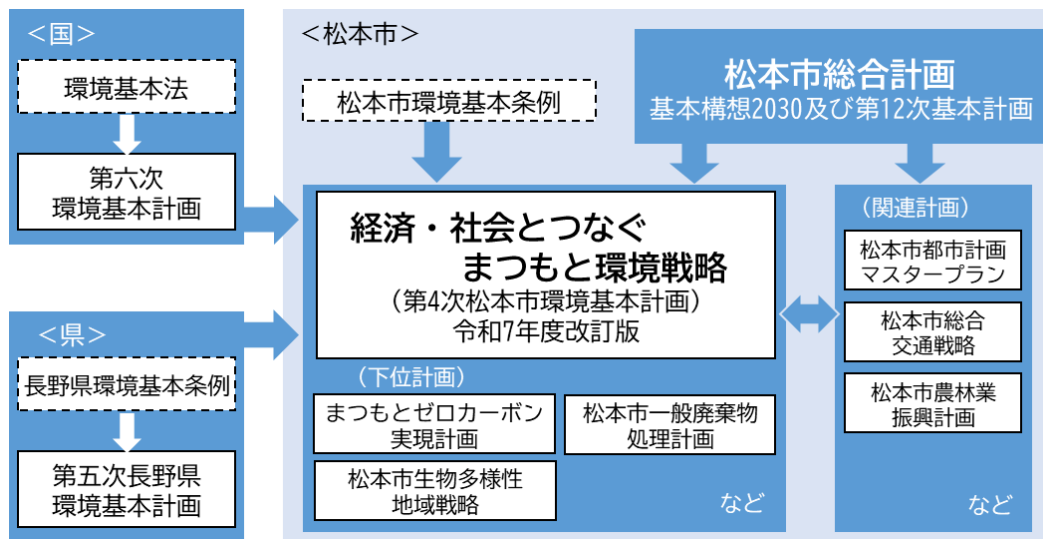 ＜国＞
環境基本法
第六次
環境基本計画
＜県＞
長野県環境基本条例
第五次長野県
環境基本計画
＜松本市＞
松本市環境基本条例
松本市総合計画
基本構想2030及び第12次基本計画
経済・社会とつなぐ
まつもと環境戦略
（第4次松本市環境基本計画）
令和7年度改訂版
（下位計画）
まつもとゼロカーボン
実現計画
松本市一般廃棄物
処理計画
松本市生物多様性
地域戦略
など
（関連計画）
松本市都市計画
マスタープラン
松本市総合
交通戦略
松本市農林業
振興計画
など